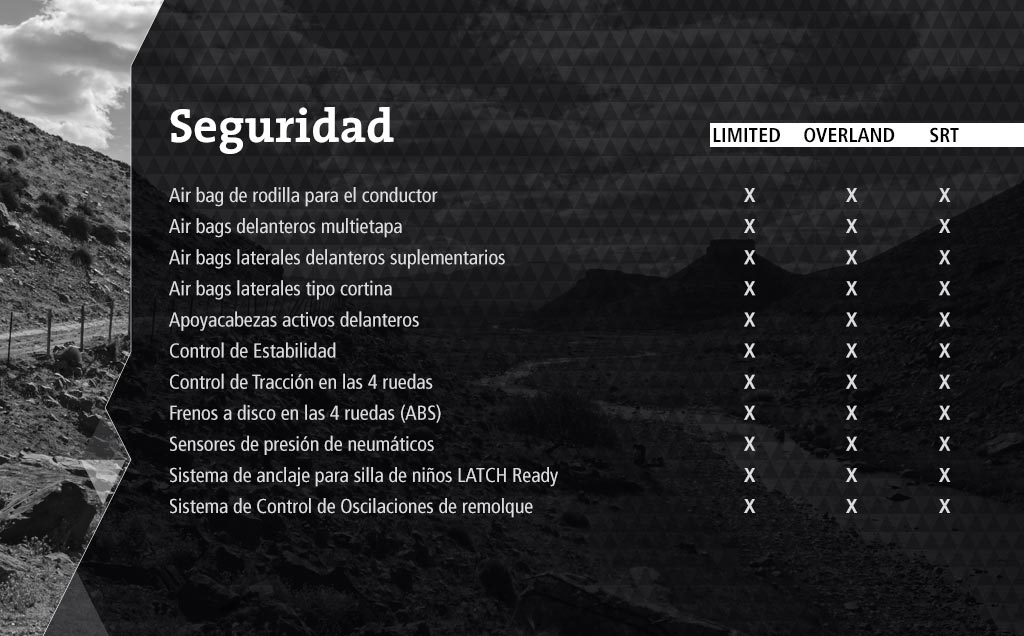 Seguridad
LIMITED OVERLAND SRT
Air bag de rodilla para el conductor X X X
Air bags delanteros multietapa X X X
Air bags laterales delanteros suplementarios X X X
Air bags laterales tipo cortina X X X
Apoyacabezas activos delanteros X X X
Control de Estabilidad X X X
Control de Tracción en las 4 ruedas X X X
Frenos a disco en las 4 ruedas (ABS) X X X
Sensores de presión de neumáticos X X X
Sistema de anclaje para silla de niños LATCH Ready X X X
Sistema de Control de Oscilaciones de remolque X X X